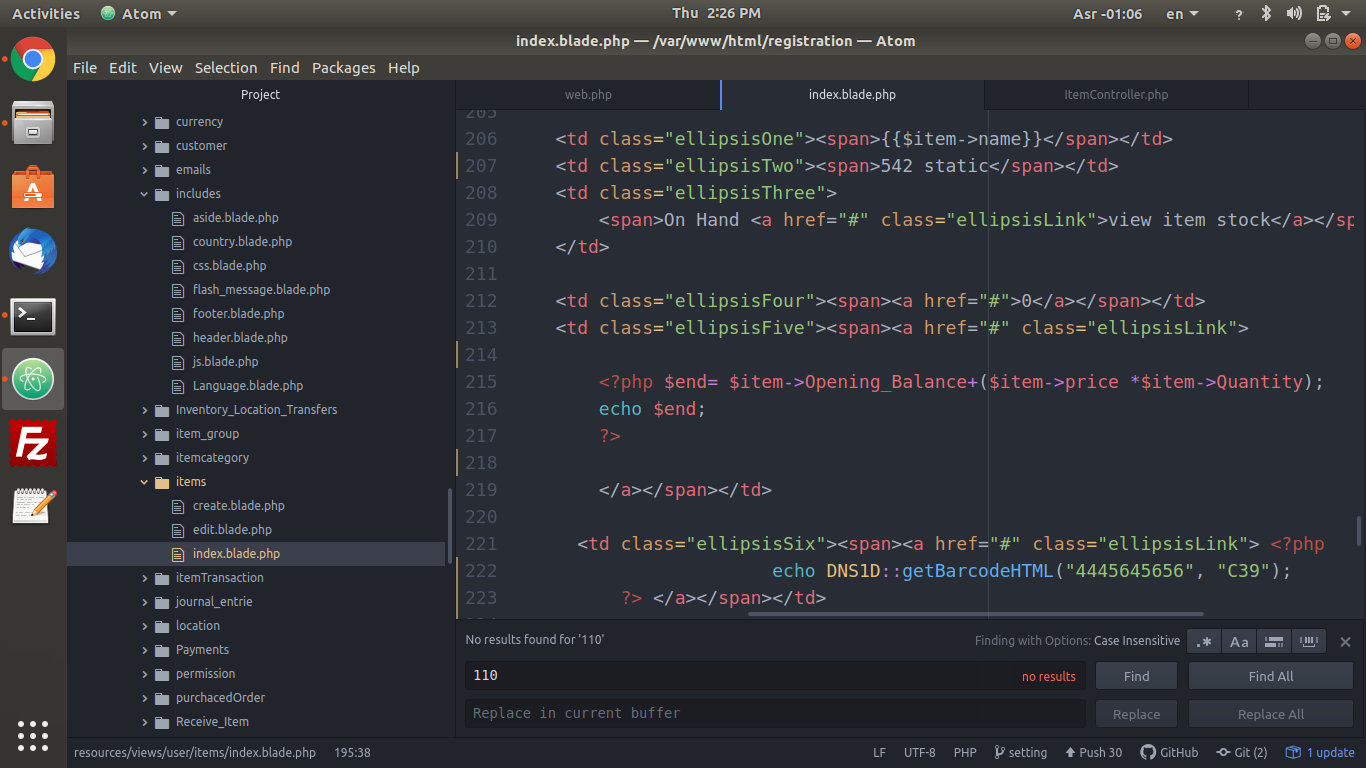 Activities Atom Thu 2:26 PM Asr -01:06 en ?
index.blade.php — /var/www/html/registration — Atom
File Edit View Selection Find Packages Help
Project
currency
customer
emails
includes
aside.blade.php
country.blade.php
css.blade.php
flash_message.blade.php
footer.blade.php
header.blade.php
js.blade.php
Language.blade.php
Inventory_Location_Transfers
item_group
itemcategory
items
create.blade.php
edit.blade.php
index.blade.php
itemTransaction
journal_entrie
location
Payments
permission
purchacedOrder
Receive_Item
web.php index.blade.php ItemController.php
205
206 <td class="ellipsisOne"><span>{{$item->name}}</span></td>
207 <td class="ellipsisTwo"><span>542 static</span></td>
208 <td class="ellipsisThree">
209 <span>On Hand <a href="#" class="ellipsisLink">view item stock</a></sp
210 </td>
211
212 <td class="ellipsisFour"><span><a href="#">0</a></span></td>
213 <td class="ellipsisFive"><span><a href="#" class="ellipsisLink">
214
215 <?php $end= $item->Opening_Balance+($item->price *$item->Quantity);
216 echo $end;
217 ?>
218
219 </a></span></td>
220
221 <td class="ellipsisSix"><span><a href="#" class="ellipsisLink"> <?php
222 echo DNS1D::getBarcodeHTML("4445645656", "C39");
223 ?> </a></span></td>
No results found for '110' Finding with Options: Case Insensitive .* Aa
110 no results Find Find All
Replace in current buffer Replace Replace All
resources/views/user/items/index.blade.php 195:38 LF UTF-8 PHP setting Push 30 GitHub Git (2) 1 update